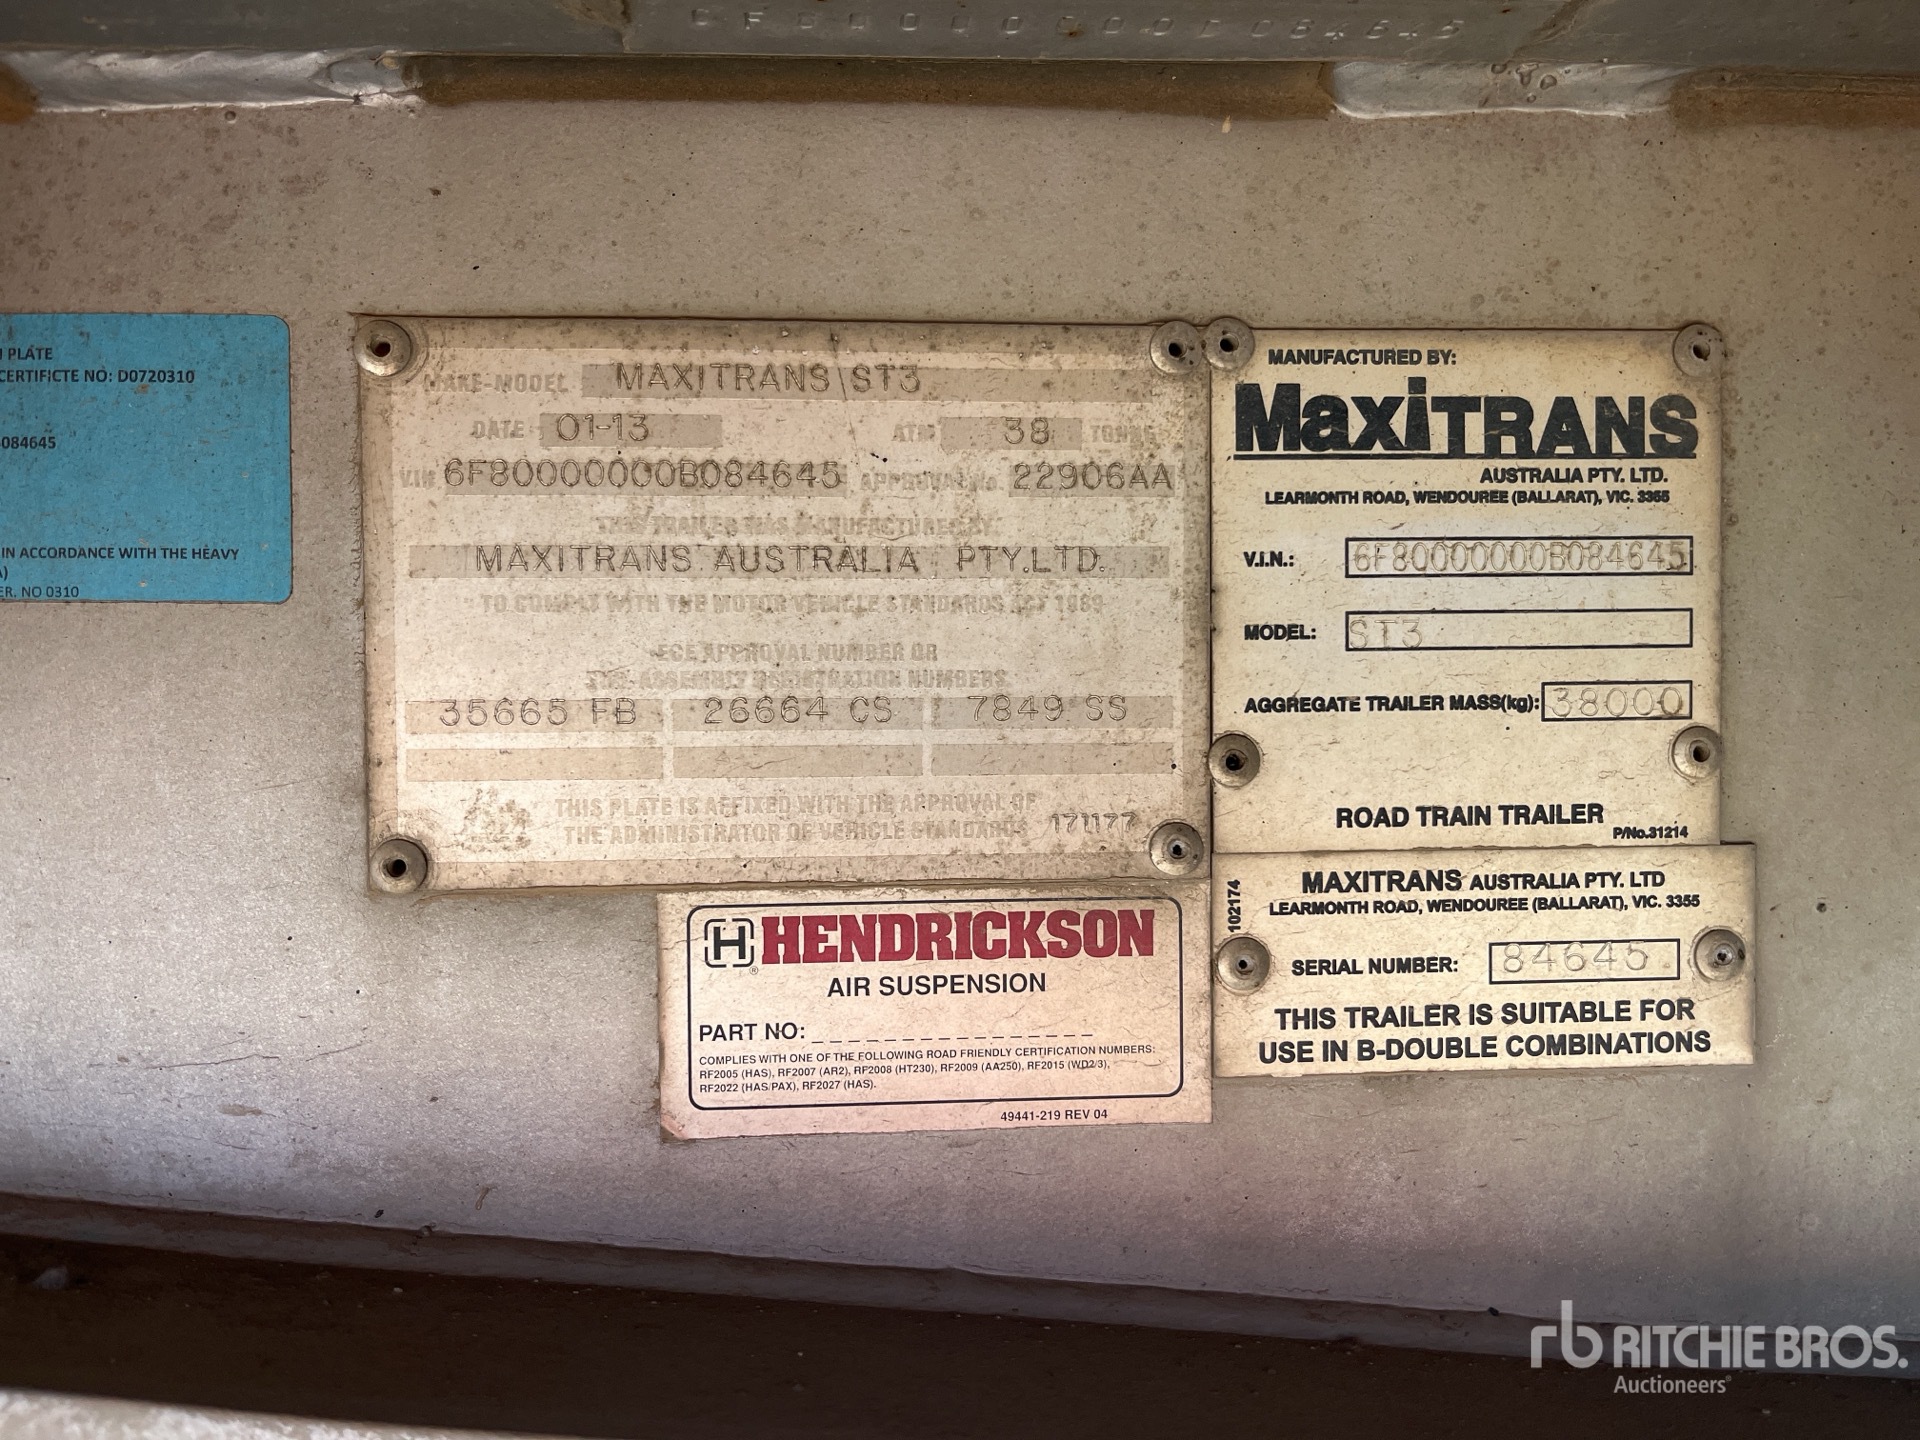 6F80000000B084645
PLATE
CERTIFICTE NO: D0720310
084645
IN ACCORDANCE WITH THE HEAVY
NO 0310
MAKE-MODEL MAXITRANS\ST3
DATE 01-13 ATM 38 TONNE
VIN 6F80000000B084645 APPROVAL No. 22906AA
THIS TRAILER WAS MANUFACTURED BY
MAXITRANS AUSTRALIA PTY.LTD.
TO COMPLY WITH THE MOTOR VEHICLE STANDARDS ACT 1989
ECE APPROVAL NUMBER OR
SUB-ASSEMBLY REGISTRATION NUMBERS
35665 FB 26664 CS 7849 SS
THIS PLATE IS AFFIXED WITH THE APPROVAL OF
THE ADMINISTRATOR OF VEHICLE STANDARDS 171177
MANUFACTURED BY:
MaxiTRANS
AUSTRALIA PTY. LTD.
LEARMONTH ROAD, WENDOUREE (BALLARAT), VIC. 3355
V.I.N.: 6F80000000B084645
MODEL: ST3
AGGREGATE TRAILER MASS(kg): 38000
ROAD TRAIN TRAILER
P/No.31214
102174
MAXITRANS AUSTRALIA PTY. LTD
LEARMONTH ROAD, WENDOUREE (BALLARAT), VIC. 3355
SERIAL NUMBER: 84645
THIS TRAILER IS SUITABLE FOR
USE IN B-DOUBLE COMBINATIONS
H HENDRICKSON
AIR SUSPENSION
PART NO: _ _ _ _ _ _ _ _ _ _ _ _ _ _ _
COMPLIES WITH ONE OF THE FOLLOWING ROAD FRIENDLY CERTIFICATION NUMBERS:
RF2005 (HAS), RF2007 (AR2), RF2008 (HT230), RF2009 (AA250), RF2015 (WD2/3),
RF2022 (HAS/PAX), RF2027 (HAS).
49441-219 REV 04
rb RITCHIE BROS.
Auctioneers